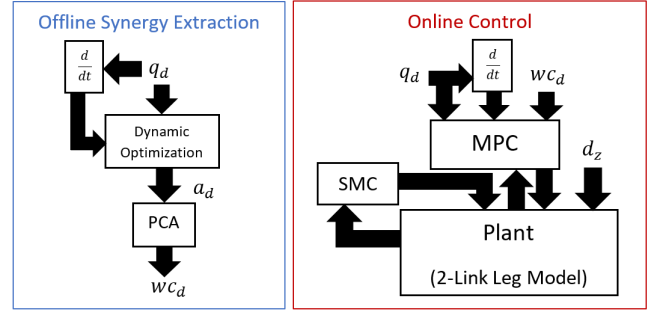 Offline Synergy Extraction
d
dt
q_d
Dynamic
Optimization
a_d
PCA
wc_d
Online Control
q_d
d
dt
wc_d
MPC
d_z
SMC
Plant
(2-Link Leg Model)